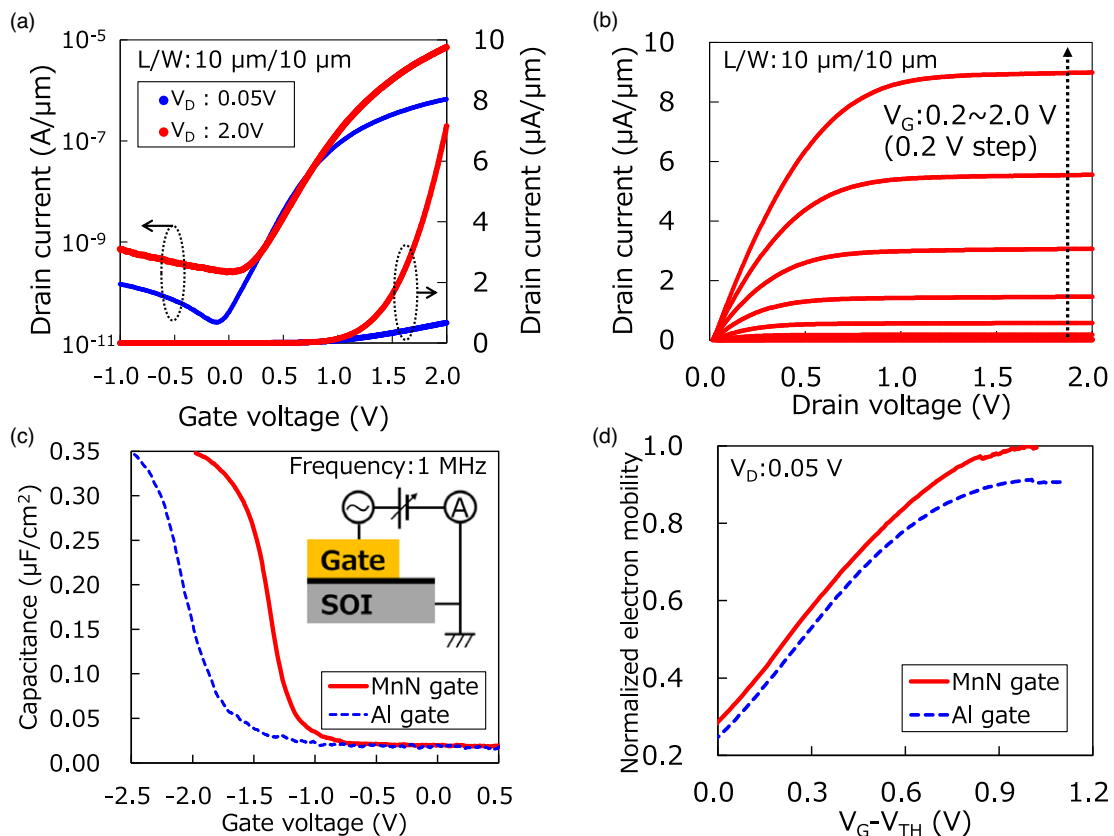 (a)
L/W:10 μm/10 μm
V_D : 0.05V
V_D : 2.0V
Drain current (A/μm)
10⁻⁵
10⁻⁷
10⁻⁹
10⁻¹¹
-1.0 -0.5 0.0 0.5 1.0 1.5 2.0
Gate voltage (V)
10
8
6
4
2
0
Drain current (μA/μm)
(b)
L/W:10 μm/10 μm
V_G:0.2~2.0 V
(0.2 V step)
Drain current (μA/μm)
10
8
6
4
2
0
0.0 0.5 1.0 1.5 2.0
Drain voltage (V)
(c)
Frequency:1 MHz
A
Gate
SOI
MnN gate
Al gate
Capacitance (μF/cm²)
0.35
0.30
0.25
0.20
0.15
0.10
0.05
0.00
-2.5 -2.0 -1.5 -1.0 -0.5 0.0 0.5
Gate voltage (V)
(d)
V_D:0.05 V
MnN gate
Al gate
Normalized electron mobility
1.0
0.8
0.6
0.4
0.2
0.0 0.3 0.6 0.9 1.2
V_G-V_TH (V)